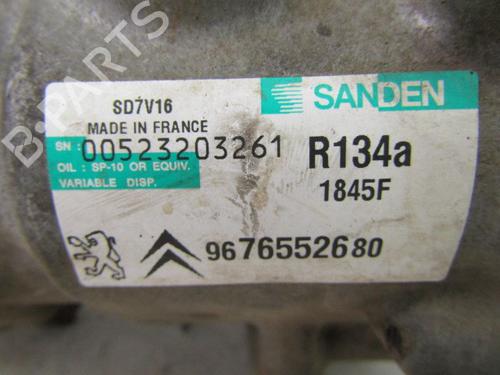 SD7V16
SANDEN
MADE IN FRANCE
SN : 00523203261
R134a
OIL : SP-10 OR EQUIV.
VARIABLE DISP.
1845F
9676552680
B-PARTS